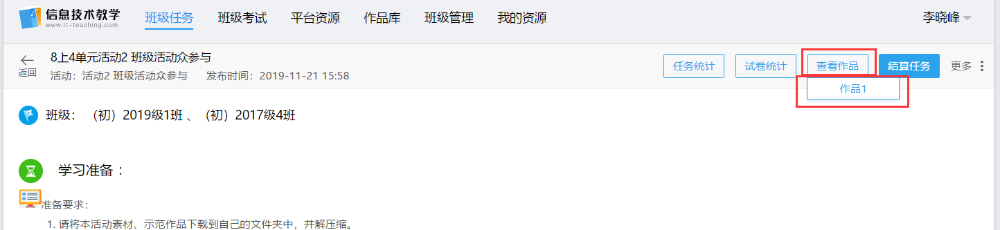 信息技术教学
www.it-teaching.com
班级任务 班级考试 平台资源 作品库 班级管理 我的资源 李晓峰
返回
8上4单元活动2 班级活动众参与
活动：活动2 班级活动众参与 发布时间：2019-11-21 15:58
任务统计 试卷统计 查看作品 结算任务 更多
作品1
班级： （初）2019级1班 、（初）2017级4班
学习准备 ：
准备要求：
1. 请将本活动素材、示范作品下载到自己的文件夹中，并解压缩。